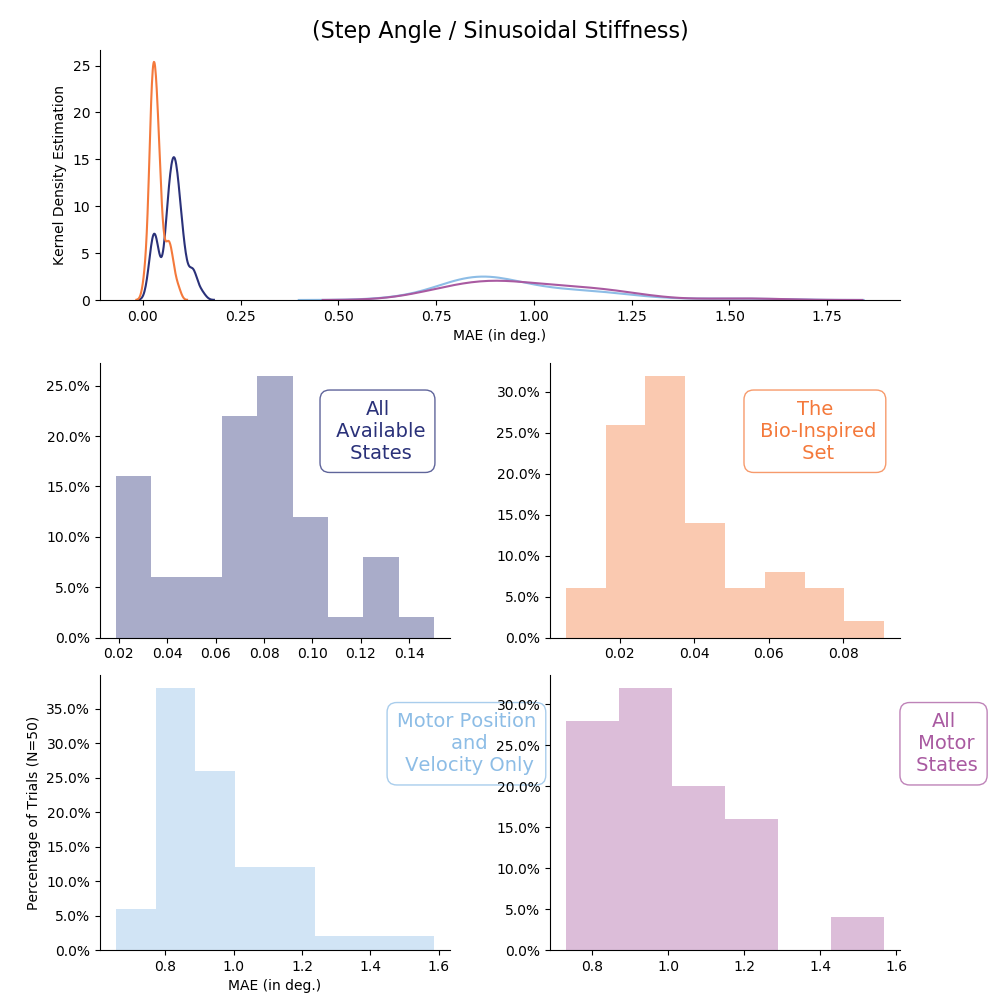 (Step Angle / Sinusoidal Stiffness)
Kernel Density Estimation
25
20
15
10
5
0
0.00 0.25 0.50 0.75 1.00 1.25 1.50 1.75
MAE (in deg.)
25.0%
20.0%
15.0%
10.0%
5.0%
0.0%
0.02 0.04 0.06 0.08 0.10 0.12 0.14
All
Available
States
30.0%
25.0%
20.0%
15.0%
10.0%
5.0%
0.0%
0.02 0.04 0.06 0.08
The
Bio-Inspired
Set
Percentage of Trials (N=50)
35.0%
30.0%
25.0%
20.0%
15.0%
10.0%
5.0%
0.0%
0.8 1.0 1.2 1.4 1.6
MAE (in deg.)
Motor Position
and
Velocity Only
30.0%
25.0%
20.0%
15.0%
10.0%
5.0%
0.0%
0.8 1.0 1.2 1.4 1.6
All
Motor
States